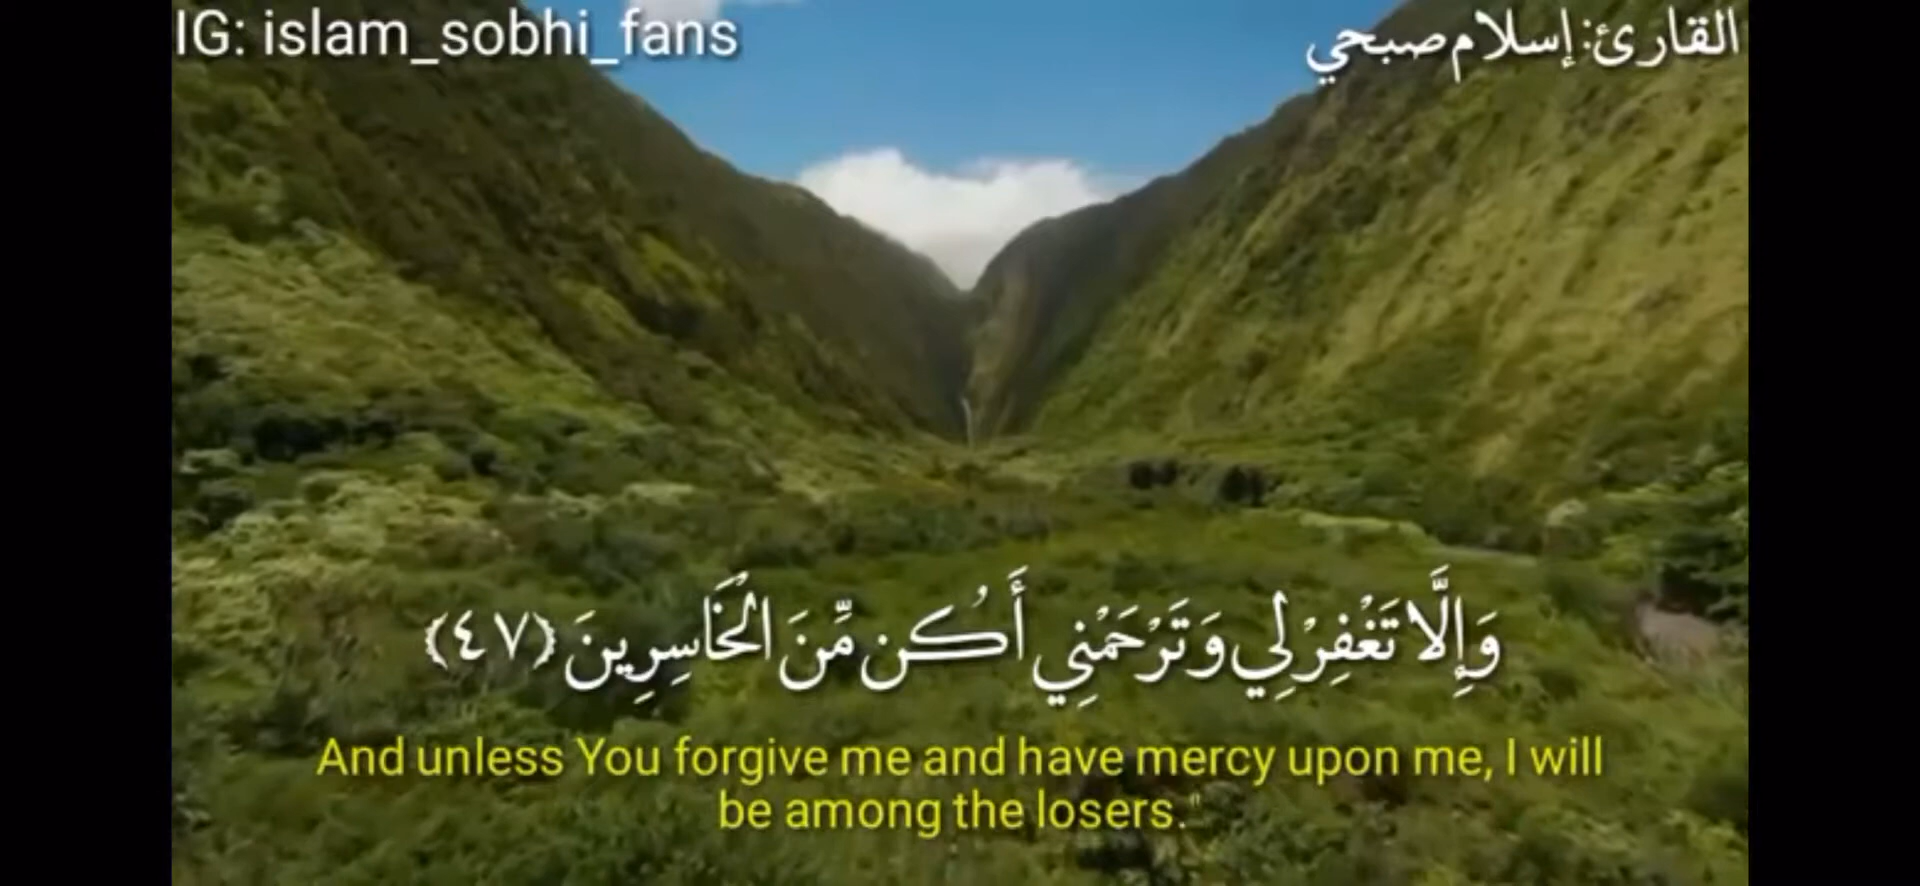 IG: islam_sobhi_fans
القارئ: إسلام صبحي
وَإِلَّا تَغْفِرْ لِي وَتَرْحَمْنِي أَكُن مِّنَ الْخَاسِرِينَ (٤٧)
And unless You forgive me and have mercy upon me, I will
be among the losers."